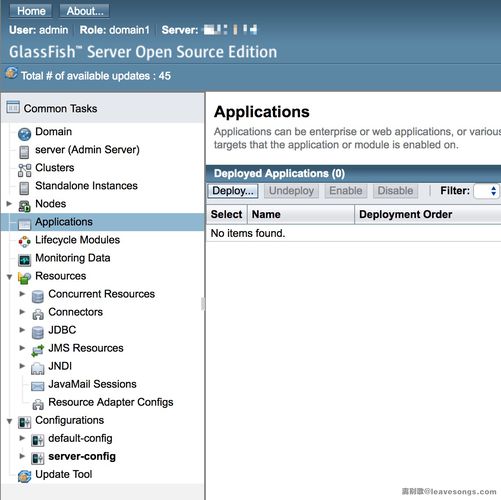 Home About...
User: admin Role: domain1 Server:
GlassFish™ Server Open Source Edition
Total # of available updates : 45
Common Tasks
Domain
server (Admin Server)
Clusters
Standalone Instances
Nodes
Applications
Lifecycle Modules
Monitoring Data
Resources
Concurrent Resources
Connectors
JDBC
JMS Resources
JNDI
JavaMail Sessions
Resource Adapter Configs
Configurations
default-config
server-config
Update Tool
Applications
Applications can be enterprise or web applications, or various
targets that the application or module is enabled on.
Deployed Applications (0)
Deploy... Undeploy Enable Disable Filter:
Select Name Deployment Order
No items found.
离别歌@leavesongs.com